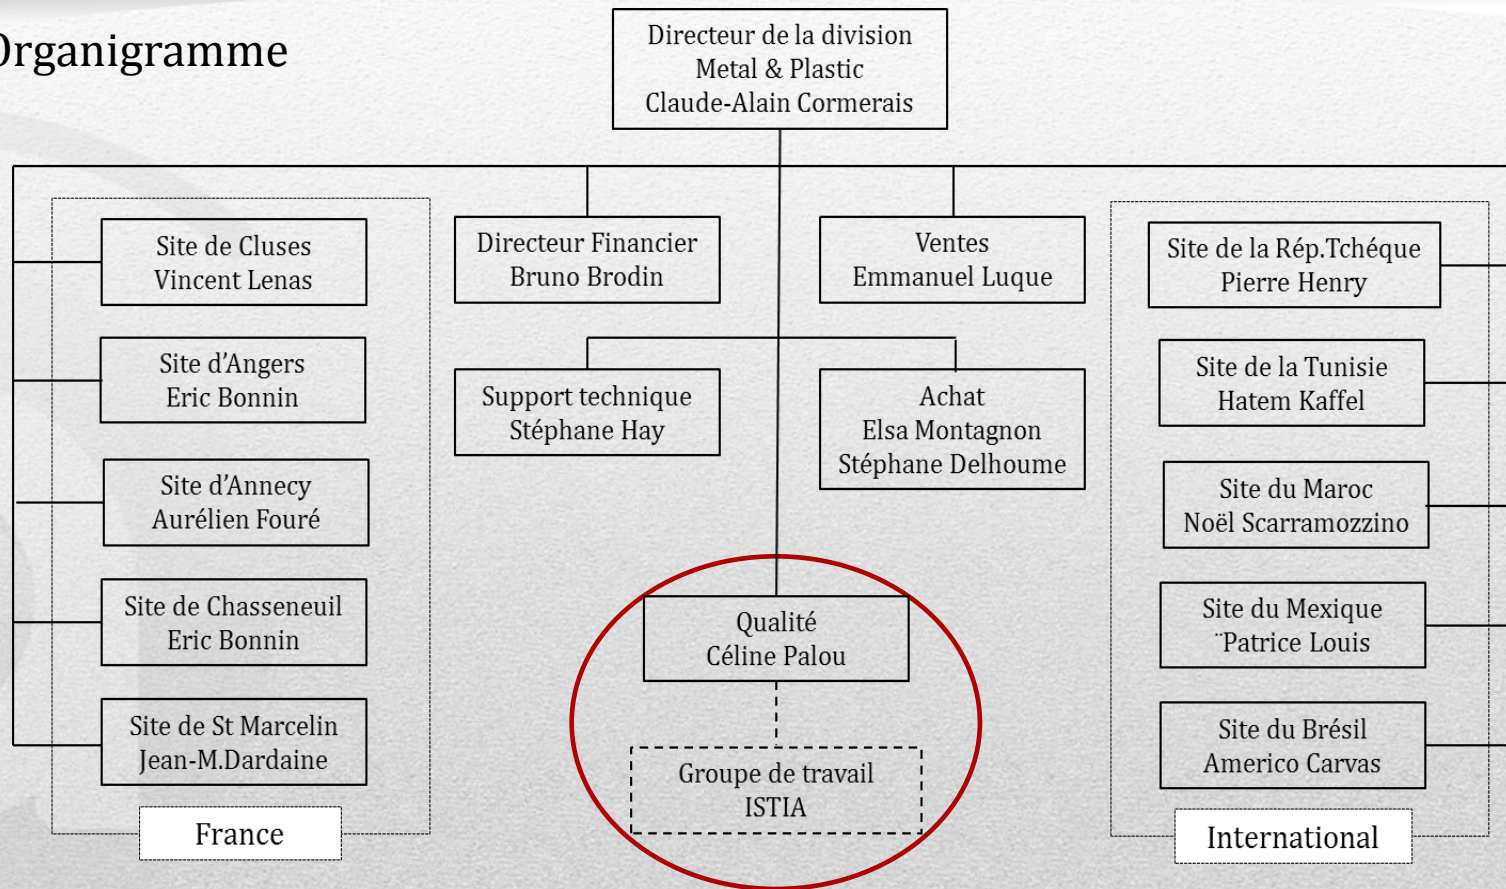 Organigramme
Directeur de la division
Metal & Plastic
Claude-Alain Cormerais
Site de Cluses
Vincent Lenas
Site d'Angers
Eric Bonnin
Site d'Annecy
Aurélien Fouré
Site de Chasseneuil
Eric Bonnin
Site de St Marcelin
Jean-M.Dardaine
France
Directeur Financier
Bruno Brodin
Ventes
Emmanuel Luque
Support technique
Stéphane Hay
Achat
Elsa Montagnon
Stéphane Delhoume
Qualité
Céline Palou
Groupe de travail
ISTIA
Site de la Rép.Tchéque
Pierre Henry
Site de la Tunisie
Hatem Kaffel
Site du Maroc
Noël Scarramozzino
Site du Mexique
¨Patrice Louis
Site du Brésil
Americo Carvas
International